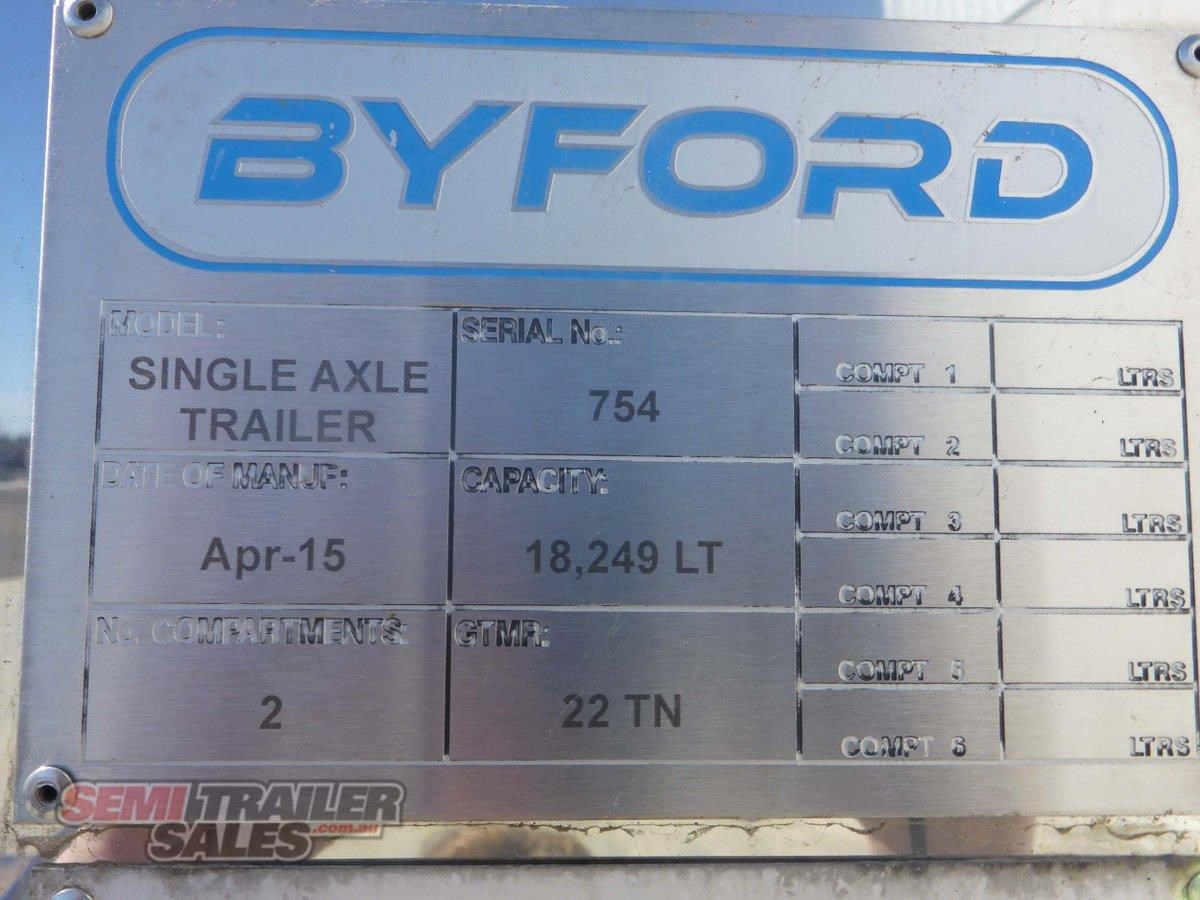 BYFORD
MODEL:
SINGLE AXLE
TRAILER
SERIAL No.:
754
DATE OF MANUF:
Apr-15
CAPACITY:
18,249 LT
No. COMPARTMENTS:
2
GTMR:
22 TN
COMPT 1 LTRS
COMPT 2 LTRS
COMPT 3 LTRS
COMPT 4 LTRS
COMPT 5 LTRS
COMPT 6 LTRS
SEMI TRAILER
SALES.com.au